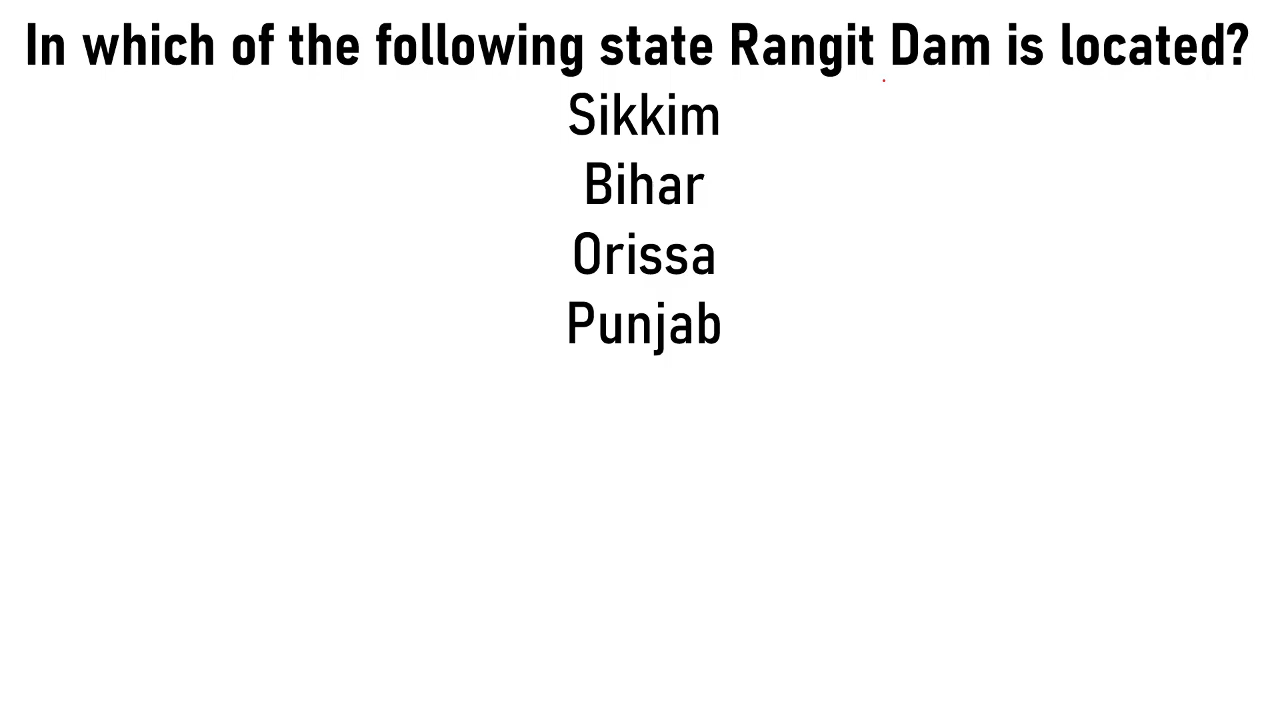 In which of the following state Rangit Dam is located?
Sikkim
Bihar
Orissa
Punjab